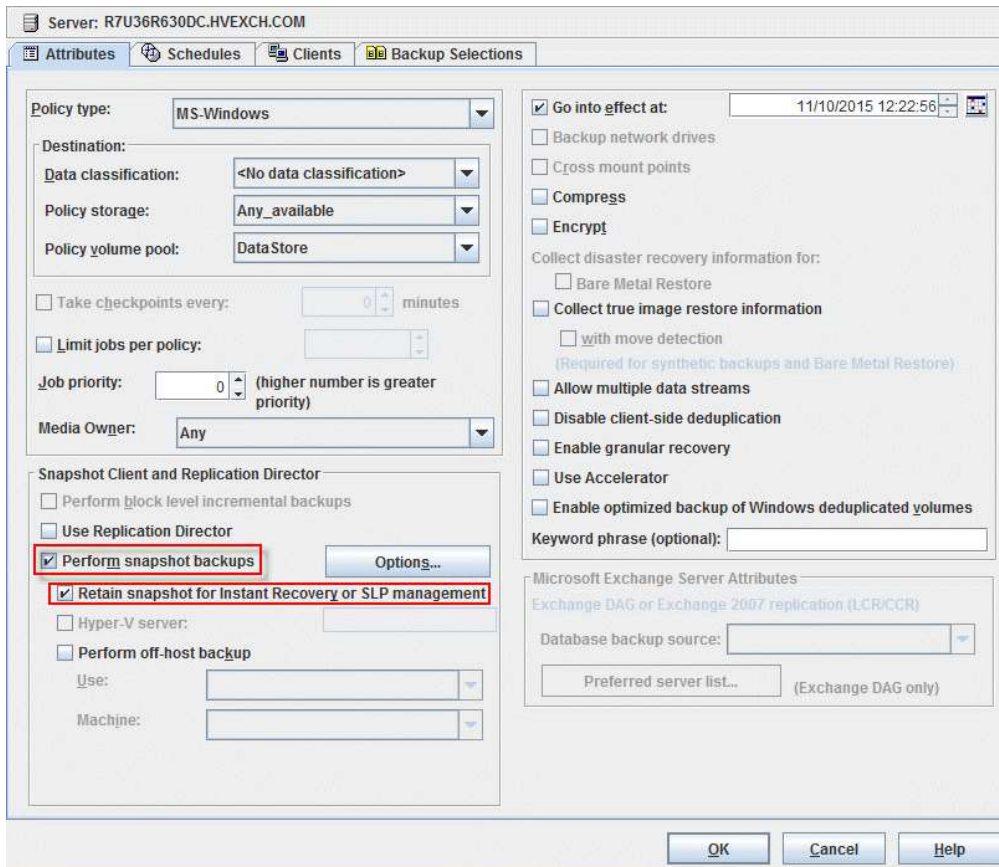 Server: R7U36R630DC.HVEXCH.COM
Attributes
Schedules
Clients
Backup Selections
Policy type:
MS-Windows
Destination:
Data classification:
<No data classification>
Policy storage:
Any_available
Policy volume pool:
DataStore
Take checkpoints every:
0
minutes
Limit jobs per policy:
Job priority:
0
(higher number is greater
priority)
Media Owner:
Any
Snapshot Client and Replication Director
Perform block level incremental backups
Use Replication Director
Perform snapshot backups
Options...
Retain snapshot for Instant Recovery or SLP management
Hyper-V server:
Perform off-host backup
Use:
Machine:
Go into effect at:
11/10/2015 12:22:56
Backup network drives
Cross mount points
Compress
Encrypt
Collect disaster recovery information for:
Bare Metal Restore
Collect true image restore information
with move detection
(Required for synthetic backups and Bare Metal Restore)
Allow multiple data streams
Disable client-side deduplication
Enable granular recovery
Use Accelerator
Enable optimized backup of Windows deduplicated volumes
Keyword phrase (optional):
Microsoft Exchange Server Attributes
Exchange DAG or Exchange 2007 replication (LCR/CCR)
Database backup source:
Preferred server list...
(Exchange DAG only)
OK
Cancel
Help